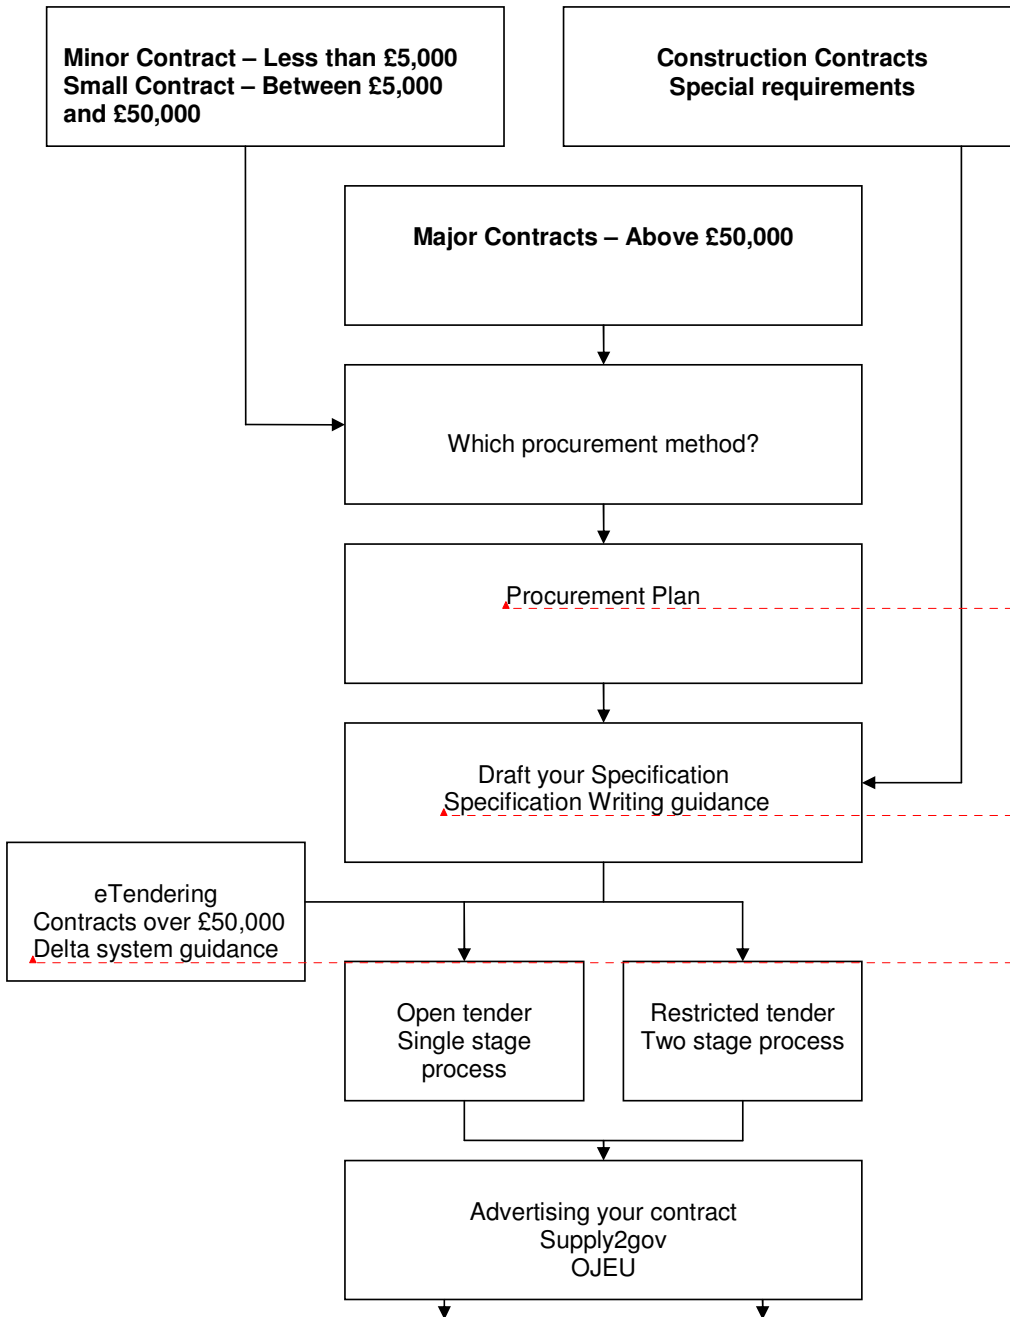 Minor Contract – Less than £5,000
Small Contract – Between £5,000
and £50,000
Construction Contracts
Special requirements
Major Contracts – Above £50,000
Which procurement method?
Procurement Plan
Draft your Specification
Specification Writing guidance
eTendering
Contracts over £50,000
Delta system guidance
Open tender
Single stage
process
Restricted tender
Two stage process
Advertising your contract
Supply2gov
OJEU